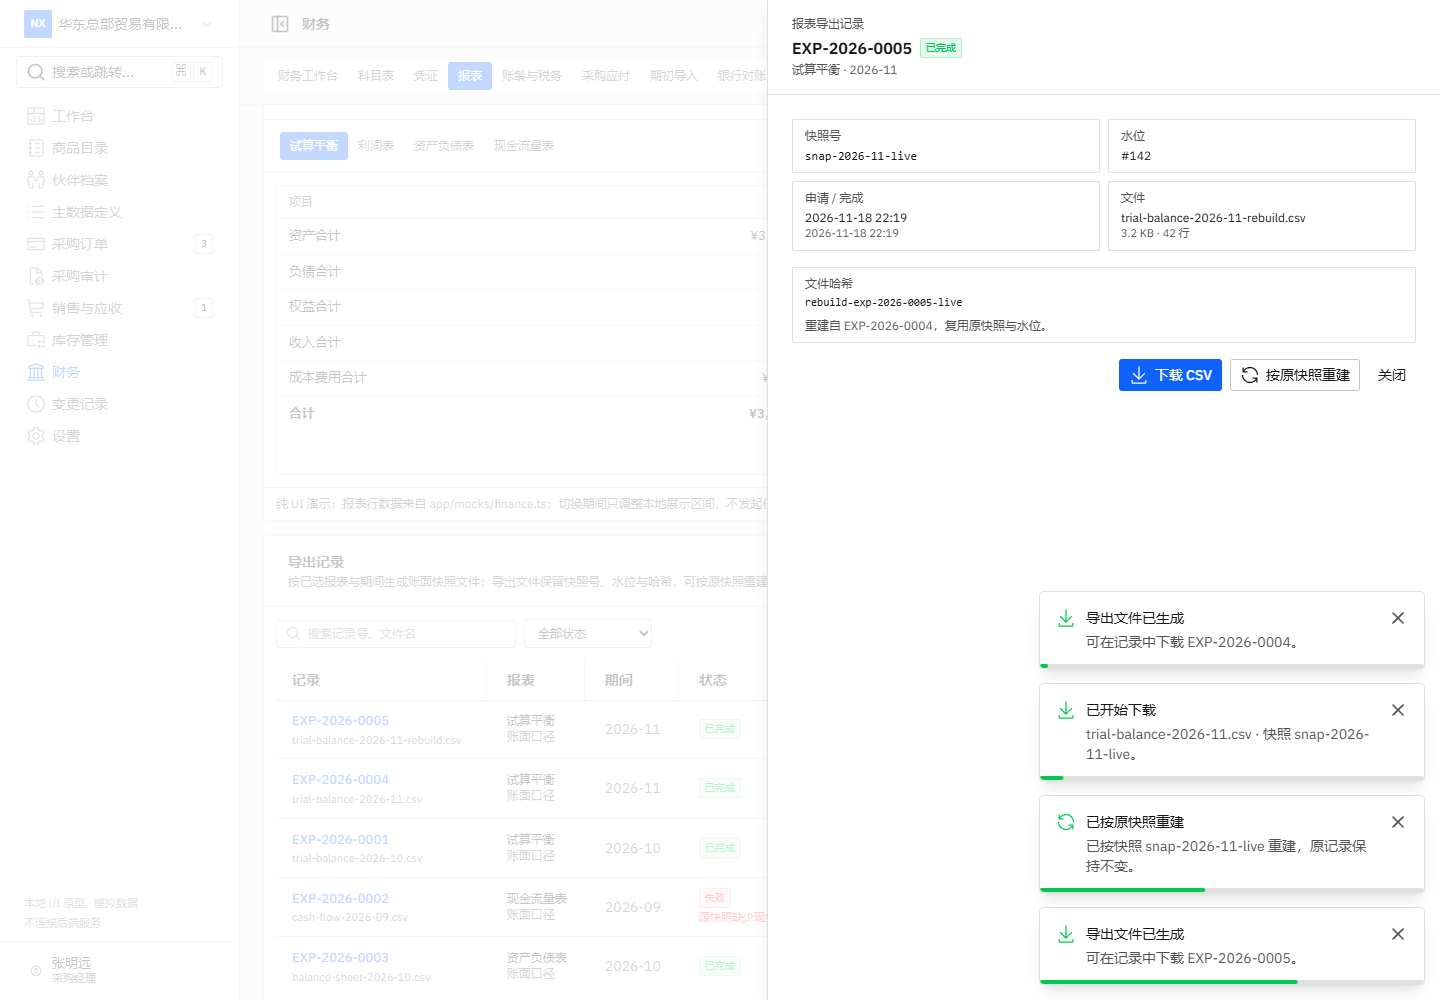 NX 华东总部贸易有限...
搜索或跳转... ⌘ K
工作台
商品目录
伙伴档案
主数据定义
采购订单 3
采购审计
销售与应收 1
库存管理
财务
变更记录
设置
本地 UI 原型 · 模拟数据
不连接后端服务
张明远
采购经理
财务
财务工作台 科目表 凭证 报表 账龄与税务 采购应付 期初导入 银行对账
试算平衡 利润表 资产负债表 现金流量表
项目
资产合计 ¥3
负债合计
权益合计
收入合计
成本费用合计 ¥
合计 ¥3,
纯 UI 演示：报表行数据来自 app/mocks/finance.ts；切换期间只调整本地展示区间，不发起
导出记录
按已选报表与期间生成账面快照文件；导出文件保留快照号、水位与哈希，可按原快照重建
搜索记录号、文件名 全部状态
记录 报表 期间 状态
EXP-2026-0005 试算平衡 2026-11 已完成
trial-balance-2026-11-rebuild.csv 账面口径
EXP-2026-0004 试算平衡 2026-11 已完成
trial-balance-2026-11.csv 账面口径
EXP-2026-0001 试算平衡 2026-10 已完成
trial-balance-2026-10.csv 账面口径
EXP-2026-0002 现金流量表 2026-09 失败
cash-flow-2026-09.csv 账面口径 源快照缺少现
EXP-2026-0003 资产负债表 2026-10 已完成
balance-sheet-2026-10.csv 账面口径
报表导出记录
EXP-2026-0005 已完成
试算平衡 · 2026-11
快照号
snap-2026-11-live
水位
#142
申请 / 完成
2026-11-18 22:19
2026-11-18 22:19
文件
trial-balance-2026-11-rebuild.csv
3.2 KB · 42 行
文件哈希
rebuild-exp-2026-0005-live
重建自 EXP-2026-0004，复用原快照与水位。
下载 CSV 按原快照重建 关闭
导出文件已生成
可在记录中下载 EXP-2026-0004。
已开始下载
trial-balance-2026-11.csv · 快照 snap-2026-
11-live。
已按原快照重建
已按快照 snap-2026-11-live 重建，原记录保
持不变。
导出文件已生成
可在记录中下载 EXP-2026-0005。